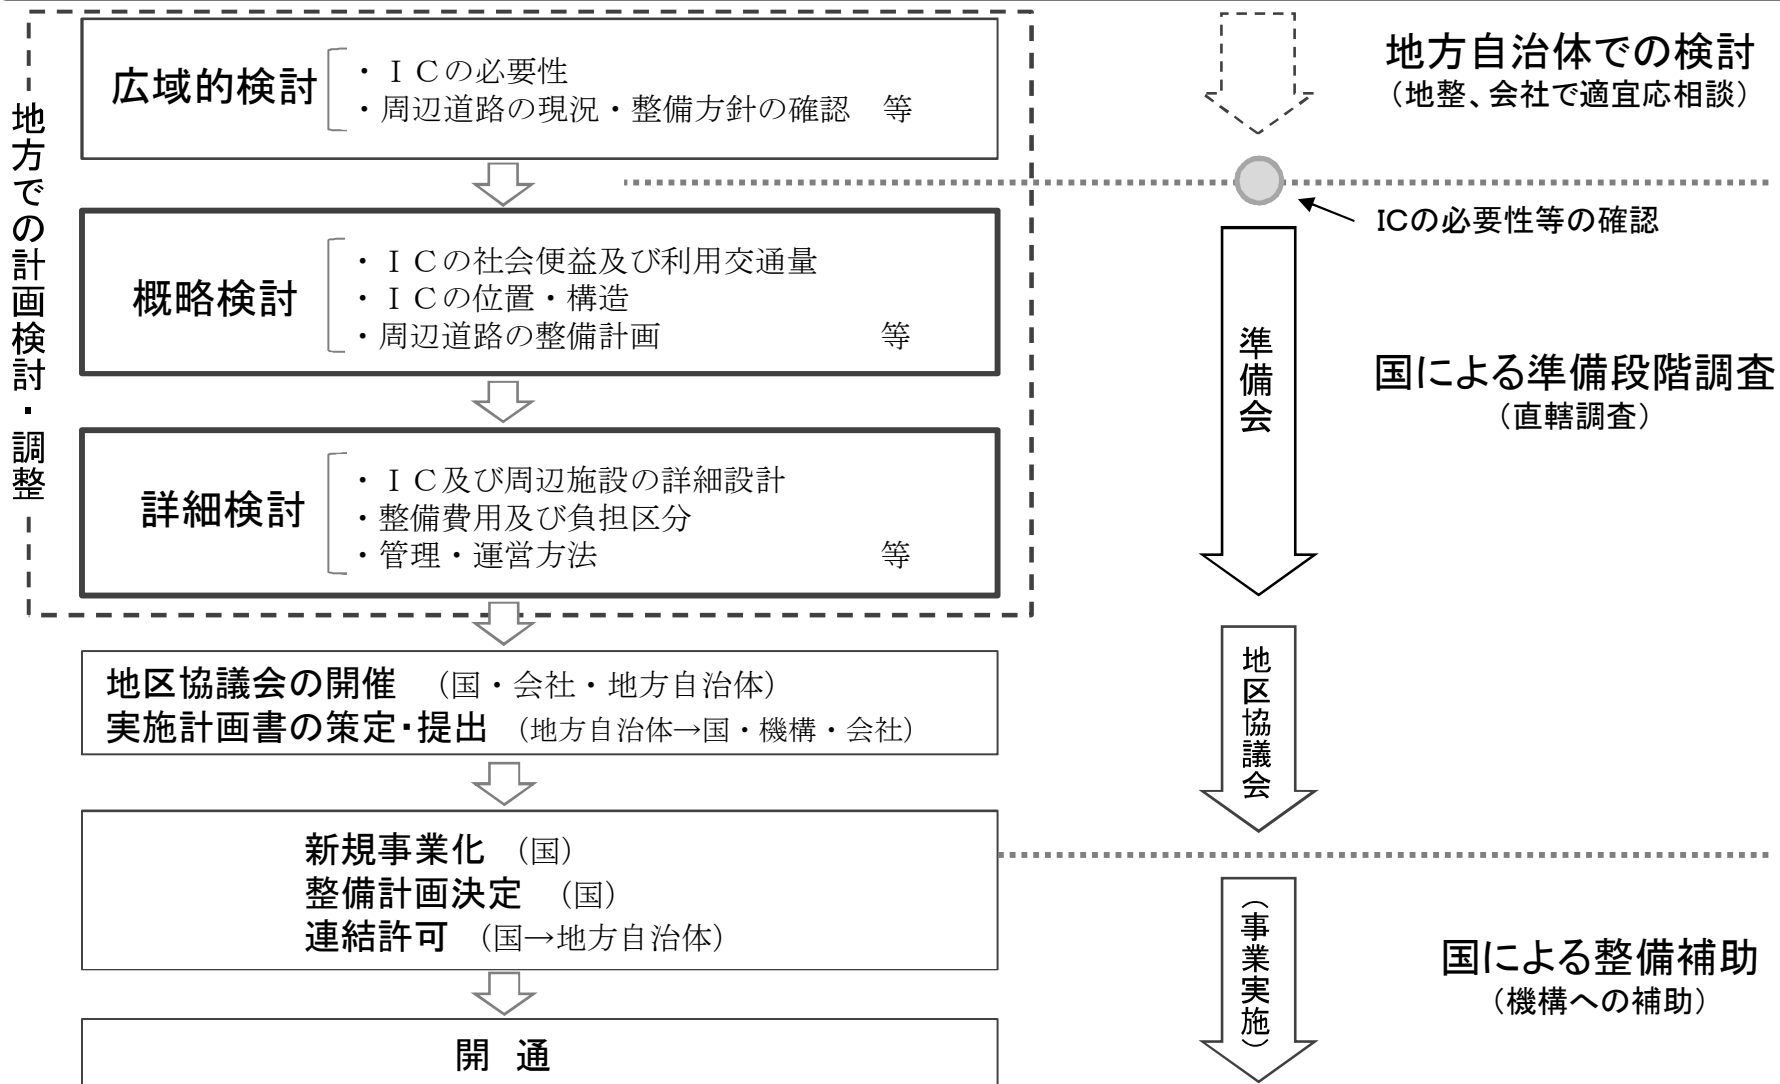 地方での計画検討・調整
広域的検討
・ＩＣの必要性
・周辺道路の現況・整備方針の確認　等
概略検討
・ＩＣの社会便益及び利用交通量
・ＩＣの位置・構造
・周辺道路の整備計画　等
詳細検討
・ＩＣ及び周辺施設の詳細設計
・整備費用及び負担区分
・管理・運営方法　等
地区協議会の開催　（国・会社・地方自治体）
実施計画書の策定・提出　（地方自治体→国・機構・会社）
新規事業化　（国）
整備計画決定　（国）
連結許可　（国→地方自治体）
開　通
地方自治体での検討
（地整、会社で適宜応相談）
ICの必要性等の確認
準備会
国による準備段階調査
（直轄調査）
地区協議会
（事業実施）
国による整備補助
（機構への補助）